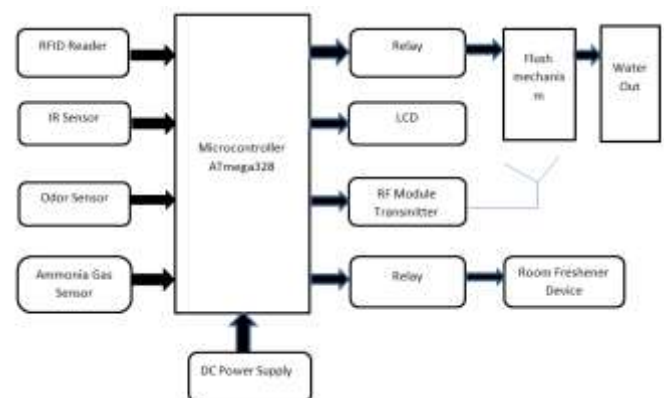 RFID Reader
IR Sensor
Odor Sensor
Ammonia Gas
Sensor
Microcontroller
ATmega328
DC Power Supply
Relay
LCD
RF Module
Transmitter
Relay
Flush
mechanis
m
Water
Out
Room Freshener
Device